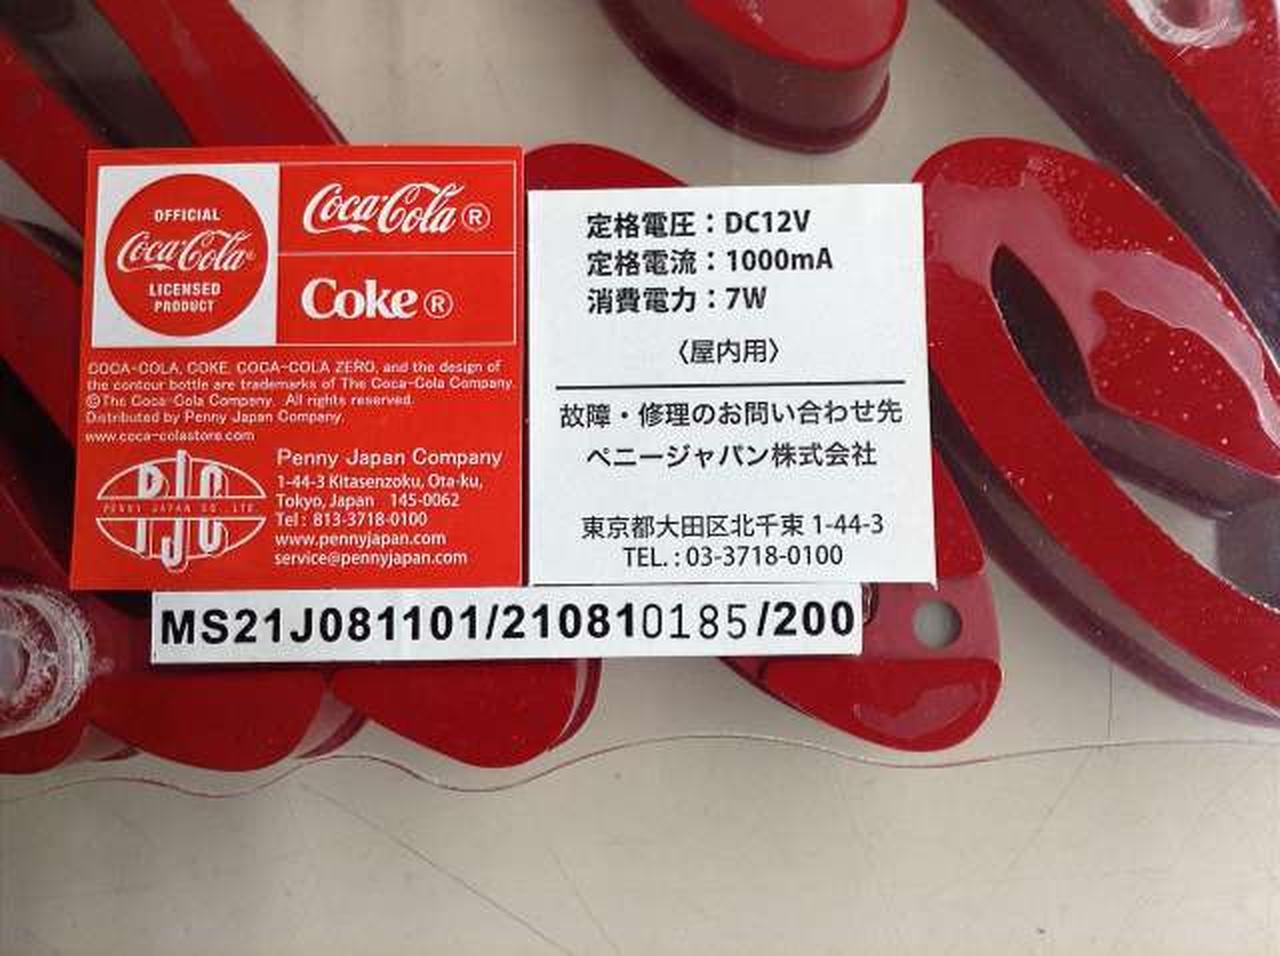 OFFICIAL
Coca-Cola®
LICENSED
PRODUCT
Coca-Cola®
Coke®
COCA-COLA, COKE, COCA-COLA ZERO, and the design of
the contour bottle are trademarks of The Coca-Cola Company.
©The Coca-Cola Company. All rights reserved.
Distributed by Penny Japan Company.
www.coca-colastore.com
PJC
PENNY JAPAN CO LTD
Penny Japan Company
1-44-3 Kitasenzoku, Ota-ku,
Tokyo, Japan 145-0062
Tel : 813-3718-0100
www.pennyjapan.com
service@pennyjapan.com
定格電圧：DC12V
定格電流：1000mA
消費電力：7W
〈屋内用〉
故障・修理のお問い合わせ先
ペニージャパン株式会社
東京都大田区北千束 1-44-3
TEL. : 03-3718-0100
MS21J081101/210810185/200